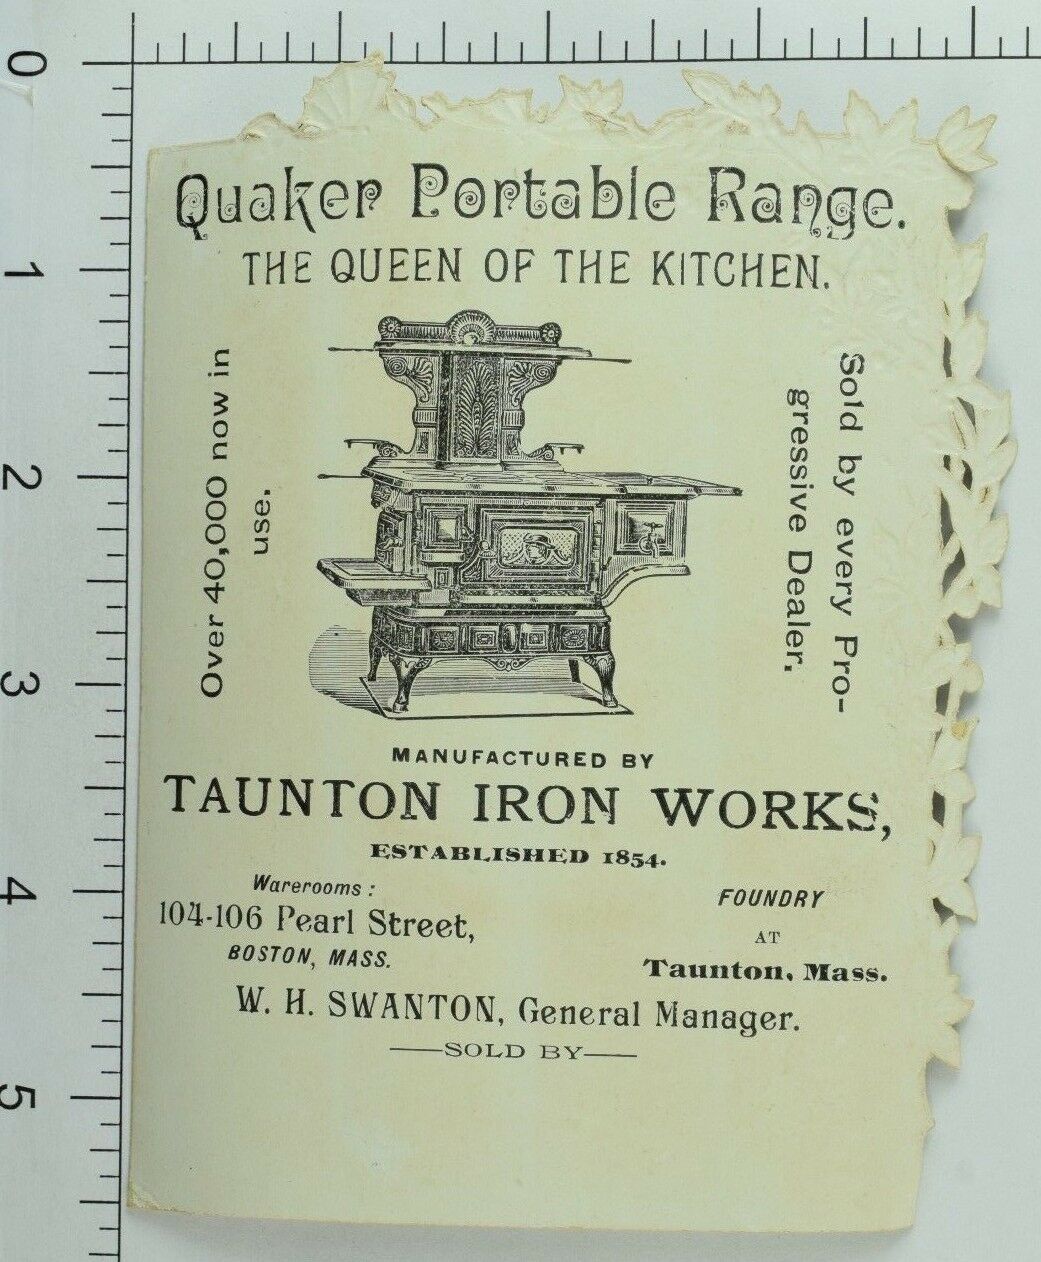 Quaker Portable Range.
THE QUEEN OF THE KITCHEN.
Over 40,000 now in
use.
Sold by every Pro-
gressive Dealer.
MANUFACTURED BY
TAUNTON IRON WORKS,
ESTABLISHED 1854.
Warerooms:
104-106 Pearl Street,
BOSTON, MASS.
FOUNDRY
AT
Taunton, Mass.
W. H. SWANTON, General Manager.
SOLD BY
0
1
2
3
4
5